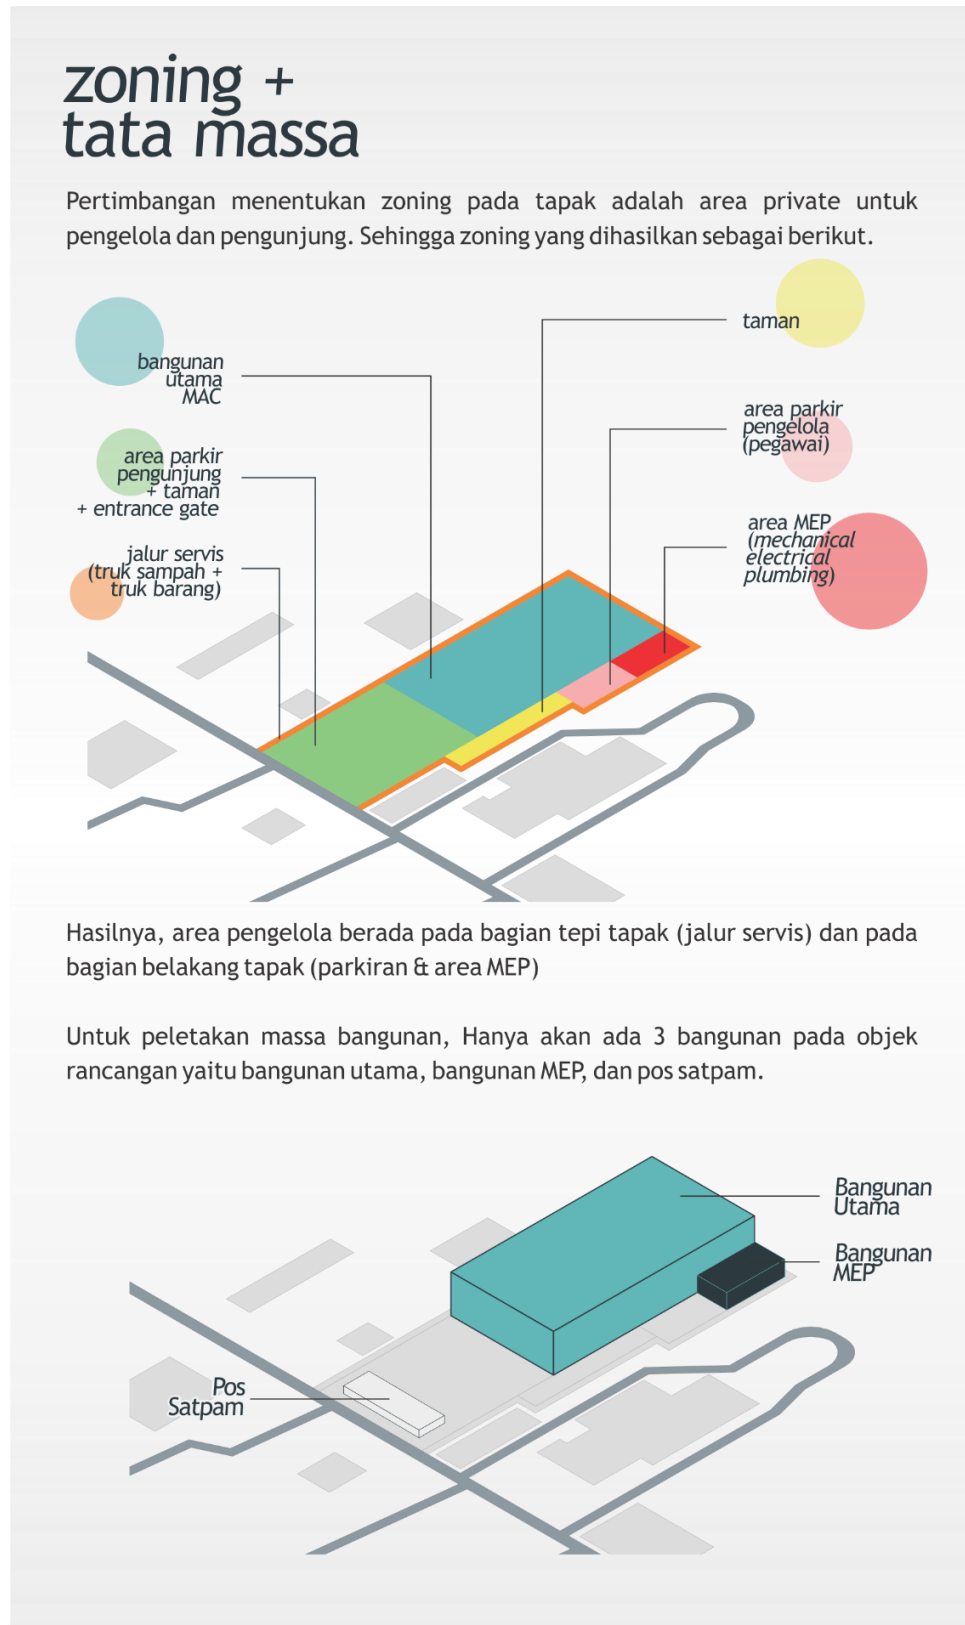 zoning +
tata massa
Pertimbangan menentukan zoning pada tapak adalah area private untuk
pengelola dan pengunjung. Sehingga zoning yang dihasilkan sebagai berikut.
bangunan
utama
MAC
area parkir
pengunjung
+ taman
+ entrance gate
jalur servis
(truk sampah +
truk barang)
taman
area parkir
pengelola
(pegawai)
area MEP
(mechanical
electrical
plumbing)
Hasilnya, area pengelola berada pada bagian tepi tapak (jalur servis) dan pada
bagian belakang tapak (parkiran & area MEP)
Untuk peletakan massa bangunan, Hanya akan ada 3 bangunan pada objek
rancangan yaitu bangunan utama, bangunan MEP, dan pos satpam.
Bangunan
Utama
Bangunan
MEP
Pos
Satpam